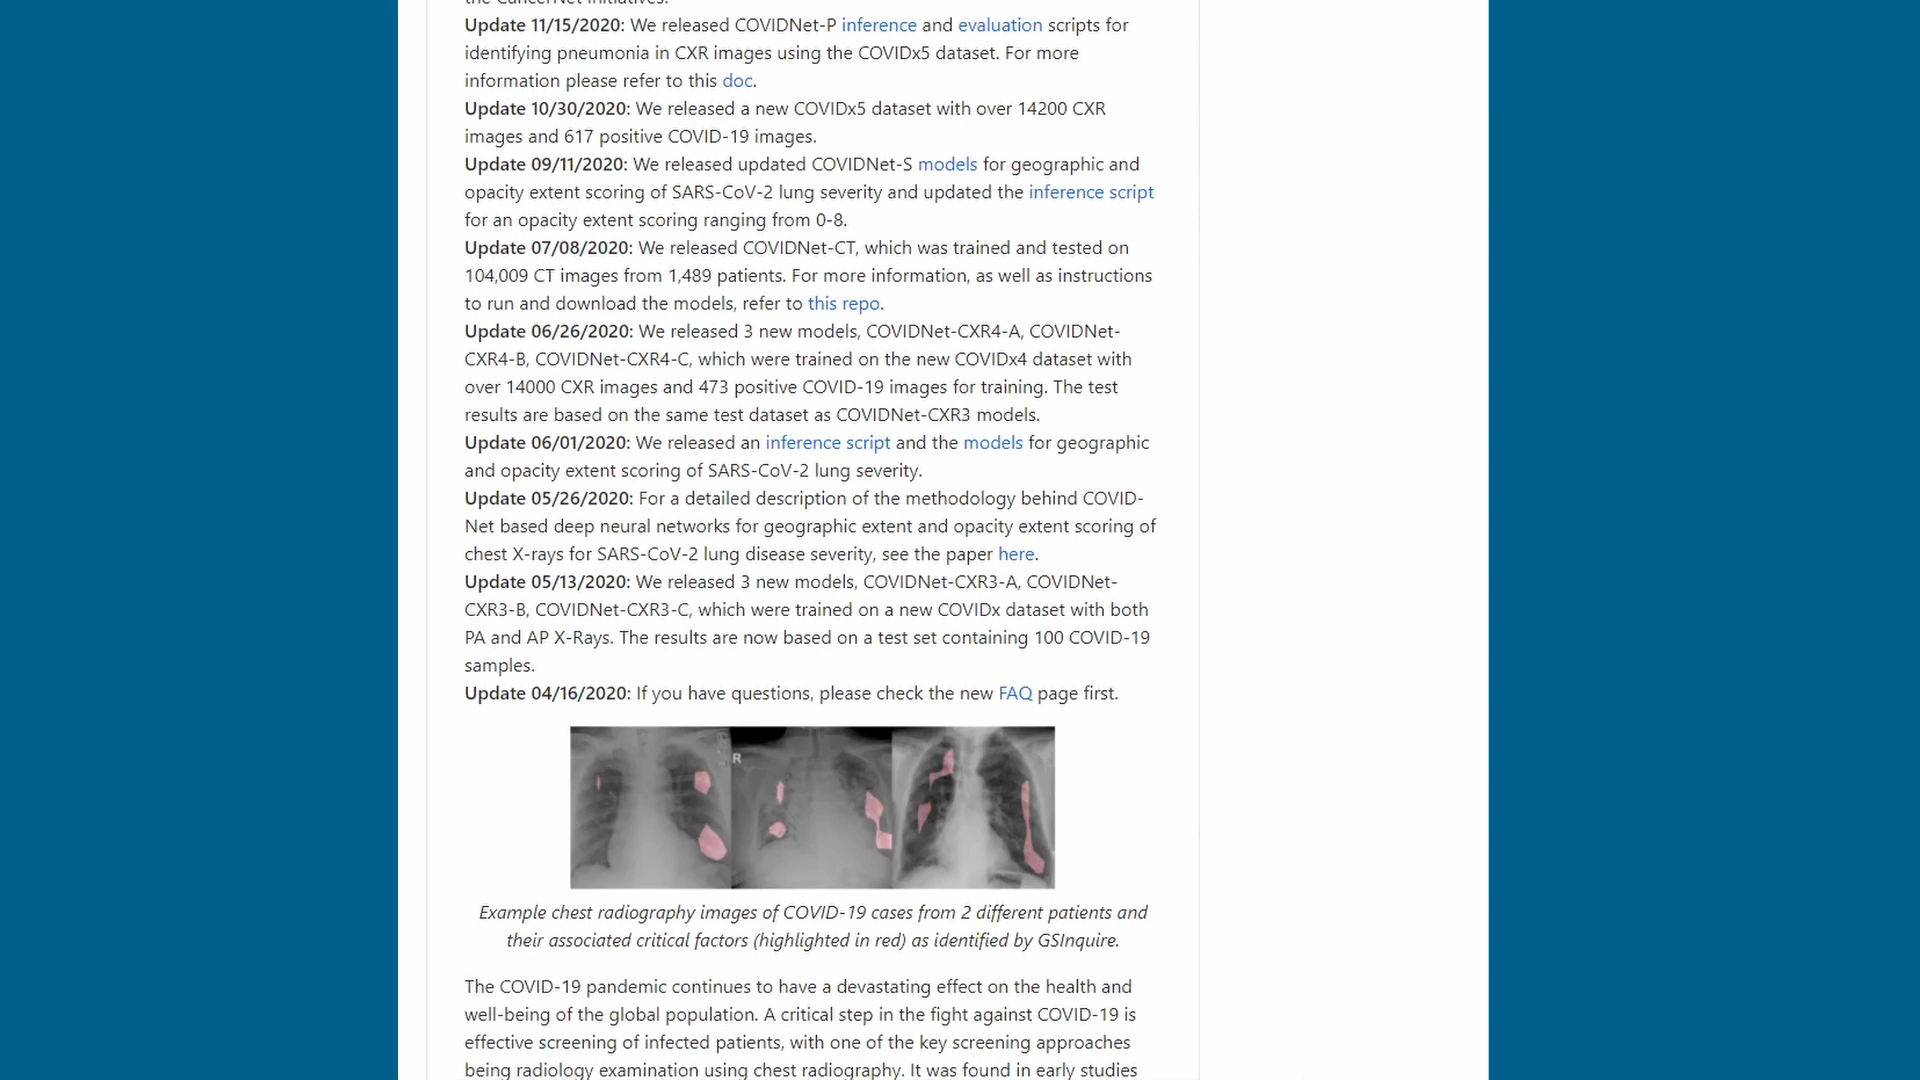 Update 11/15/2020: We released COVIDNet-P inference and evaluation scripts for
identifying pneumonia in CXR images using the COVIDx5 dataset. For more
information please refer to this doc.
Update 10/30/2020: We released a new COVIDx5 dataset with over 14200 CXR
images and 617 positive COVID-19 images.
Update 09/11/2020: We released updated COVIDNet-S models for geographic and
opacity extent scoring of SARS-CoV-2 lung severity and updated the inference script
for an opacity extent scoring ranging from 0-8.
Update 07/08/2020: We released COVIDNet-CT, which was trained and tested on
104,009 CT images from 1,489 patients. For more information, as well as instructions
to run and download the models, refer to this repo.
Update 06/26/2020: We released 3 new models, COVIDNet-CXR4-A, COVIDNet-
CXR4-B, COVIDNet-CXR4-C, which were trained on the new COVIDx4 dataset with
over 14000 CXR images and 473 positive COVID-19 images for training. The test
results are based on the same test dataset as COVIDNet-CXR3 models.
Update 06/01/2020: We released an inference script and the models for geographic
and opacity extent scoring of SARS-CoV-2 lung severity.
Update 05/26/2020: For a detailed description of the methodology behind COVID-
Net based deep neural networks for geographic extent and opacity extent scoring of
chest X-rays for SARS-CoV-2 lung disease severity, see the paper here.
Update 05/13/2020: We released 3 new models, COVIDNet-CXR3-A, COVIDNet-
CXR3-B, COVIDNet-CXR3-C, which were trained on a new COVIDx dataset with both
PA and AP X-Rays. The results are now based on a test set containing 100 COVID-19
samples.
Update 04/16/2020: If you have questions, please check the new FAQ page first.
R
Example chest radiography images of COVID-19 cases from 2 different patients and
their associated critical factors (highlighted in red) as identified by GSInquire.
The COVID-19 pandemic continues to have a devastating effect on the health and
well-being of the global population. A critical step in the fight against COVID-19 is
effective screening of infected patients, with one of the key screening approaches
being radiology examination using chest radiography. It was found in early studies